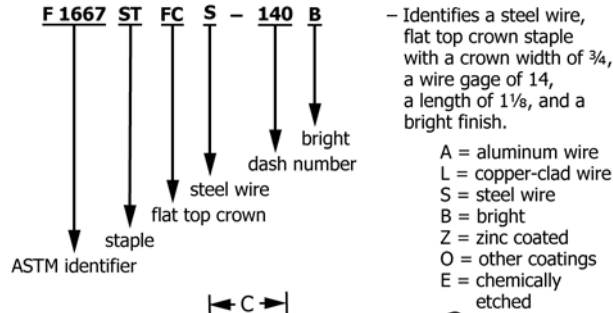 F 1667 ST FC S – 140 B
bright
dash number
steel wire
flat top crown
staple
ASTM identifier
C
– Identifies a steel wire,
flat top crown staple
with a crown width of ¾,
a wire gage of 14,
a length of 1⅛, and a
bright finish.
A = aluminum wire
L = copper-clad wire
S = steel wire
B = bright
Z = zinc coated
O = other coatings
E = chemically
etched